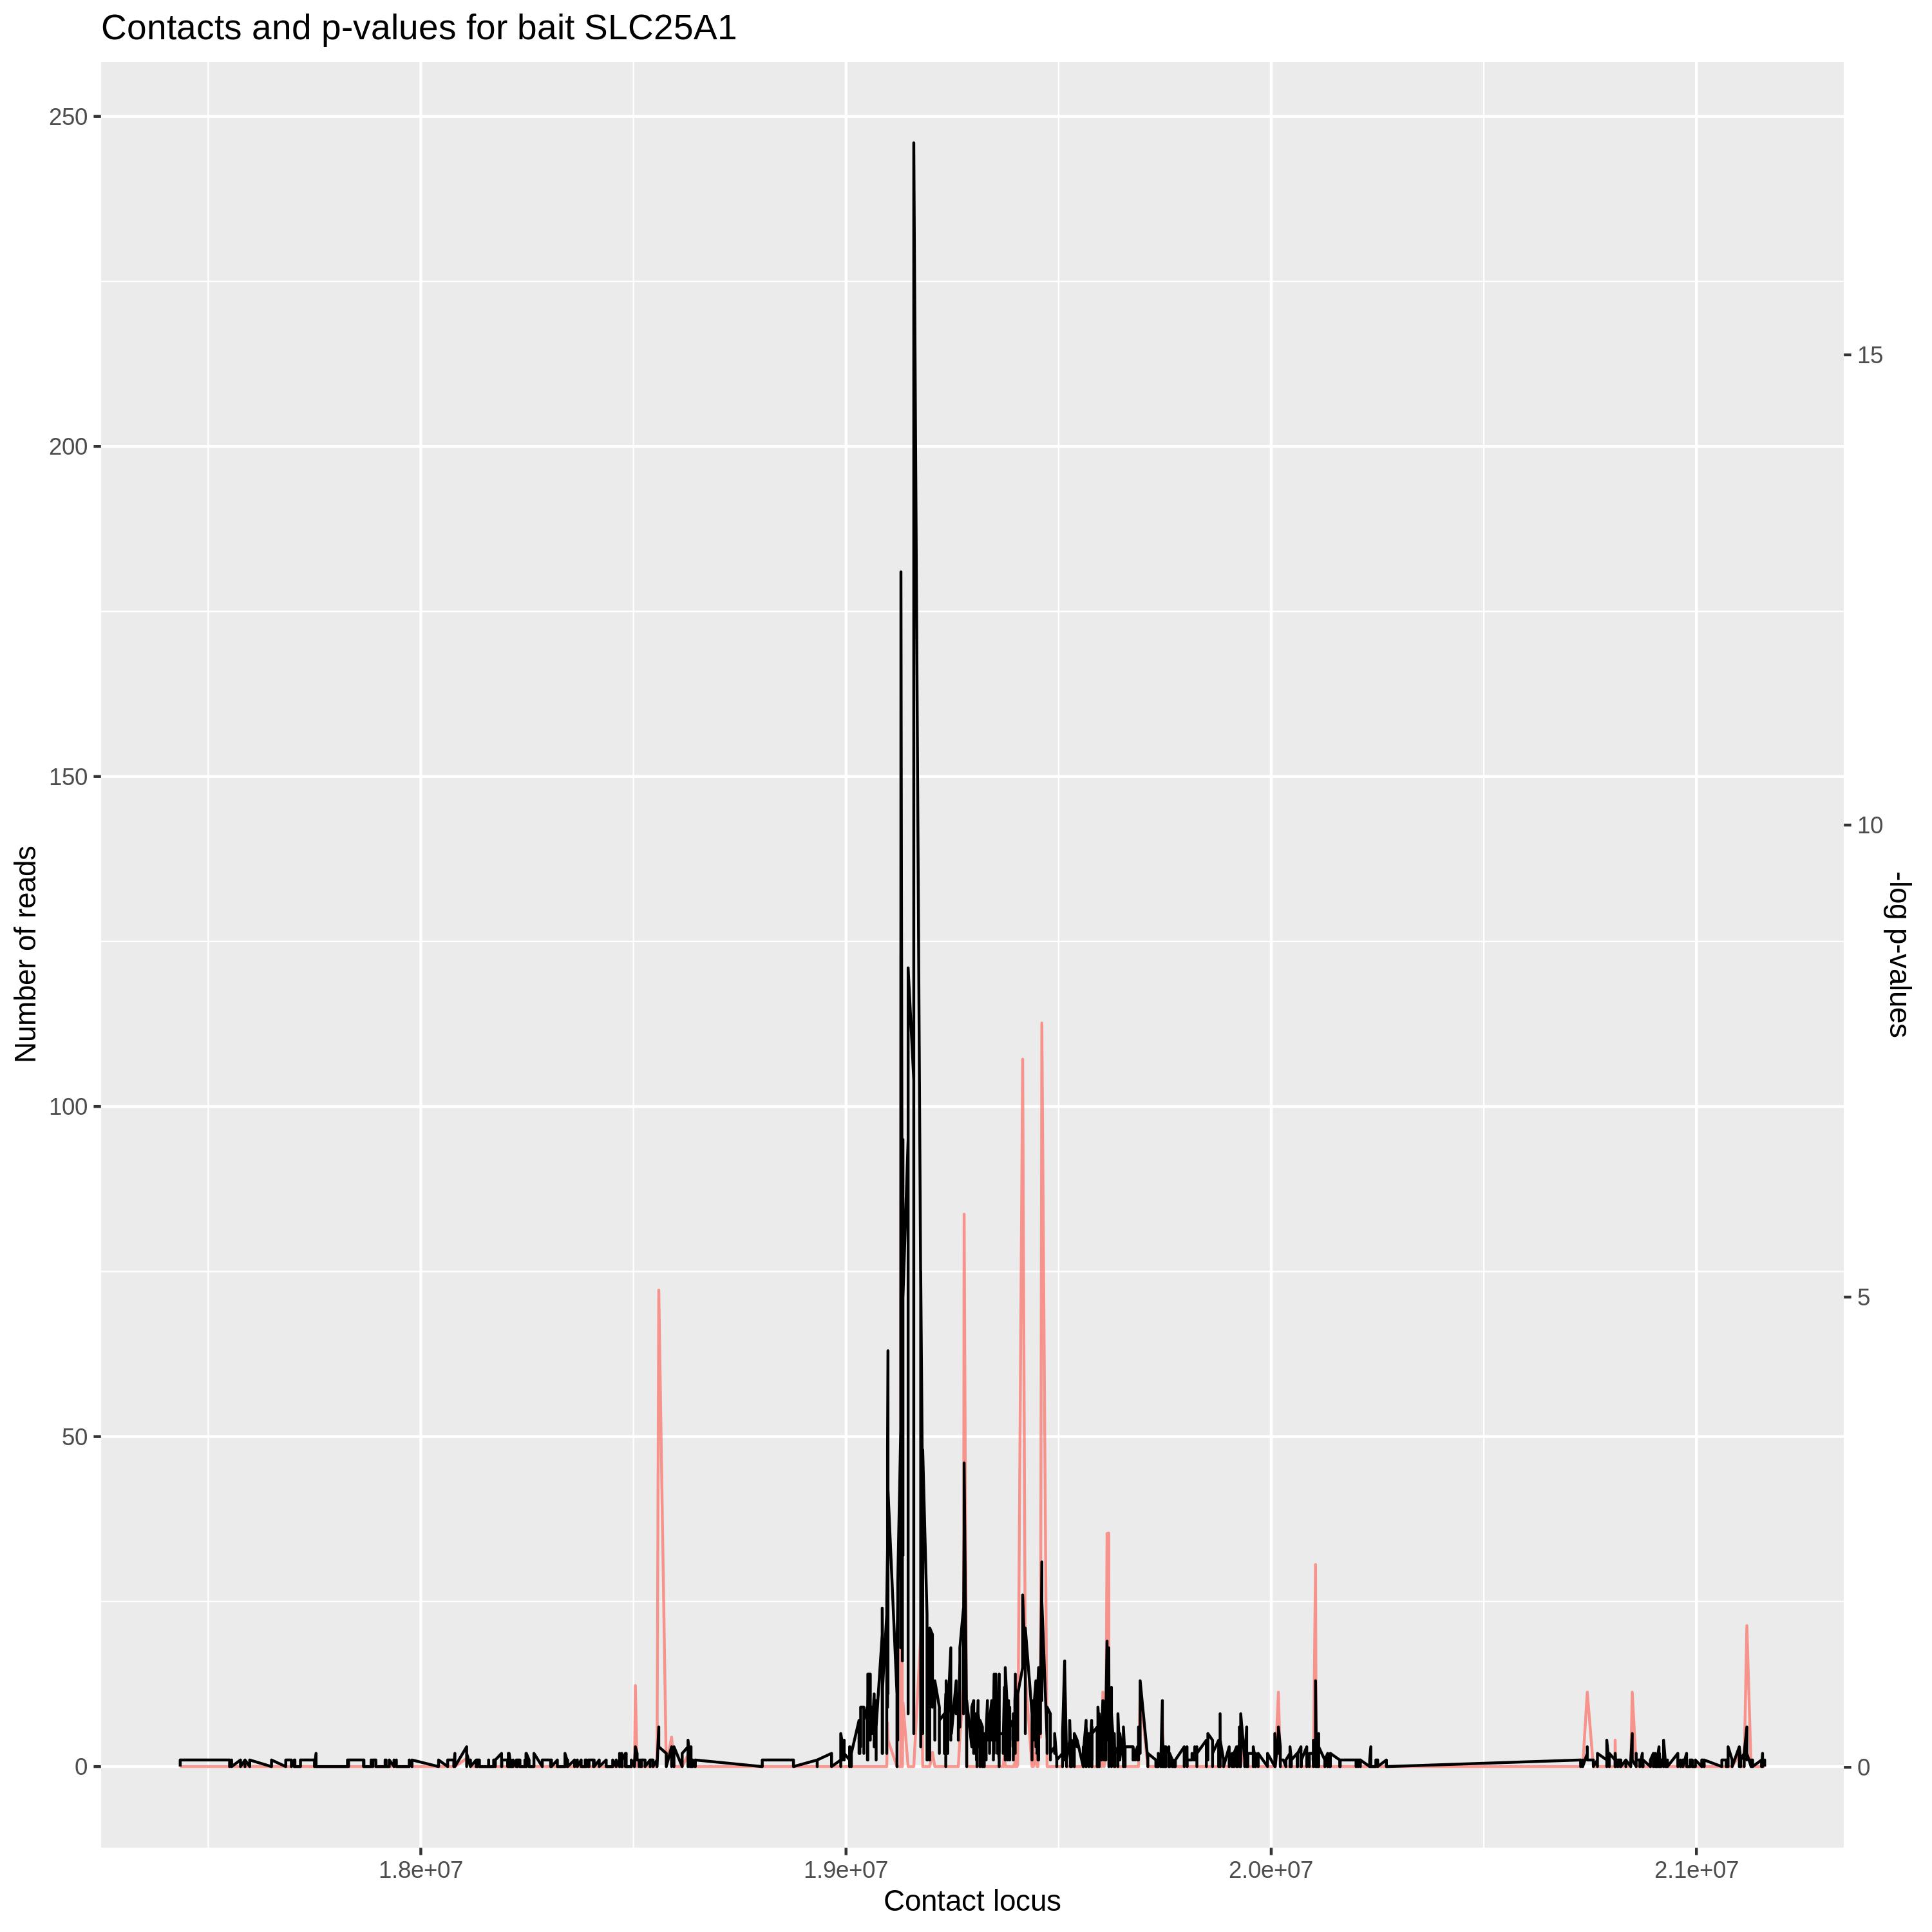 Contacts and p-values for bait SLC25A1
250
200
150
100
50
0
Number of reads
15
10
5
0
-log p-values
1.8e+07
1.9e+07
2.0e+07
2.1e+07
Contact locus